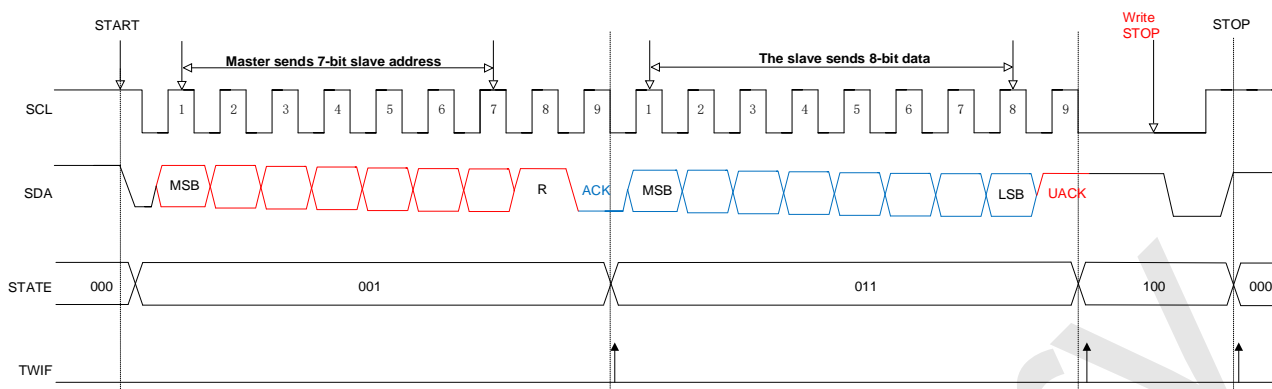 START
Write
STOP
STOP
Master sends 7-bit slave address
The slave sends 8-bit data
SCL
1 2 3 4 5 6 7 8 9 1 2 3 4 5 6 7 8 9
SDA
MSB R ACK MSB LSB UACK
STATE
000 001 011 100 000
TWIF